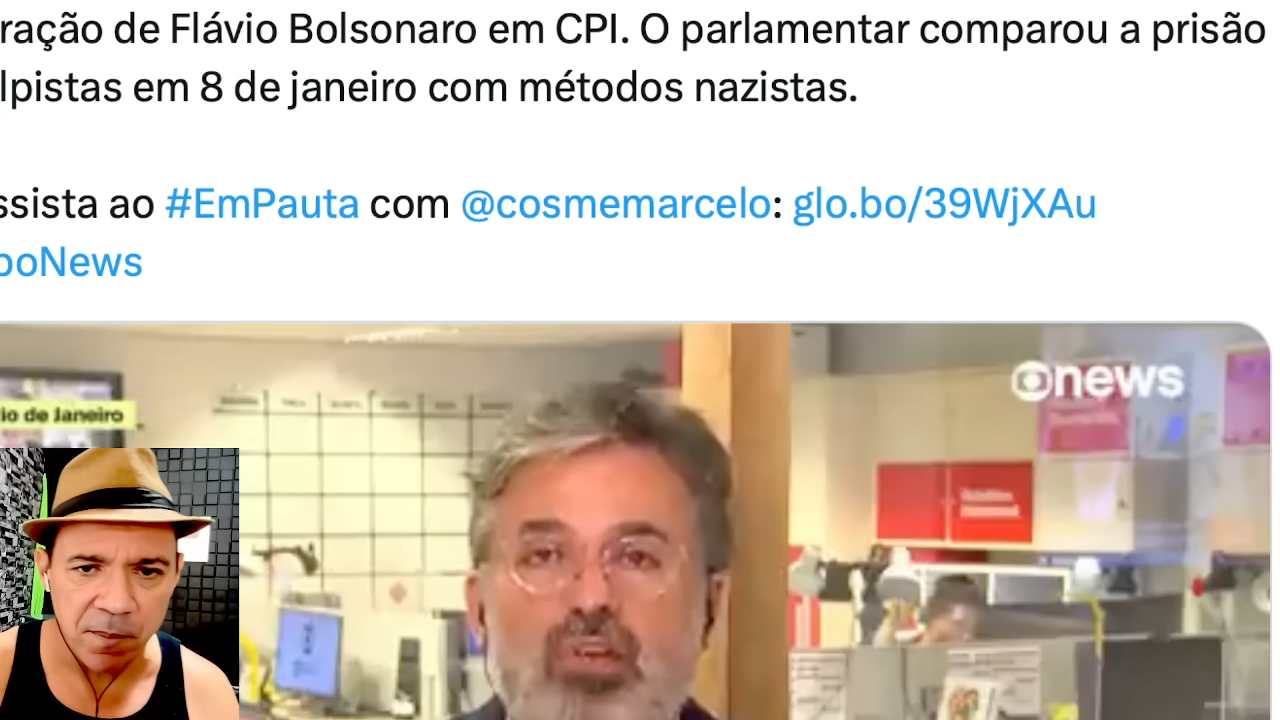 ração de Flávio Bolsonaro em CPI. O parlamentar comparou a prisão
lpistas em 8 de janeiro com métodos nazistas.
ssista ao #EmPauta com @cosmemarcelo: glo.bo/39WjXAu
boNews
news
io de Janeiro